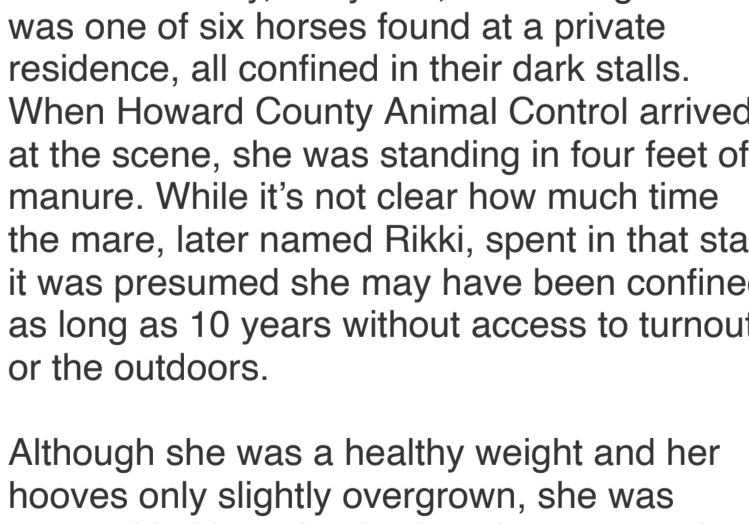 was one of six horses found at a private
residence, all confined in their dark stalls.
When Howard County Animal Control arrived
at the scene, she was standing in four feet of
manure. While it’s not clear how much time
the mare, later named Rikki, spent in that sta
it was presumed she may have been confined
as long as 10 years without access to turnout
or the outdoors.
Although she was a healthy weight and her
hooves only slightly overgrown, she was